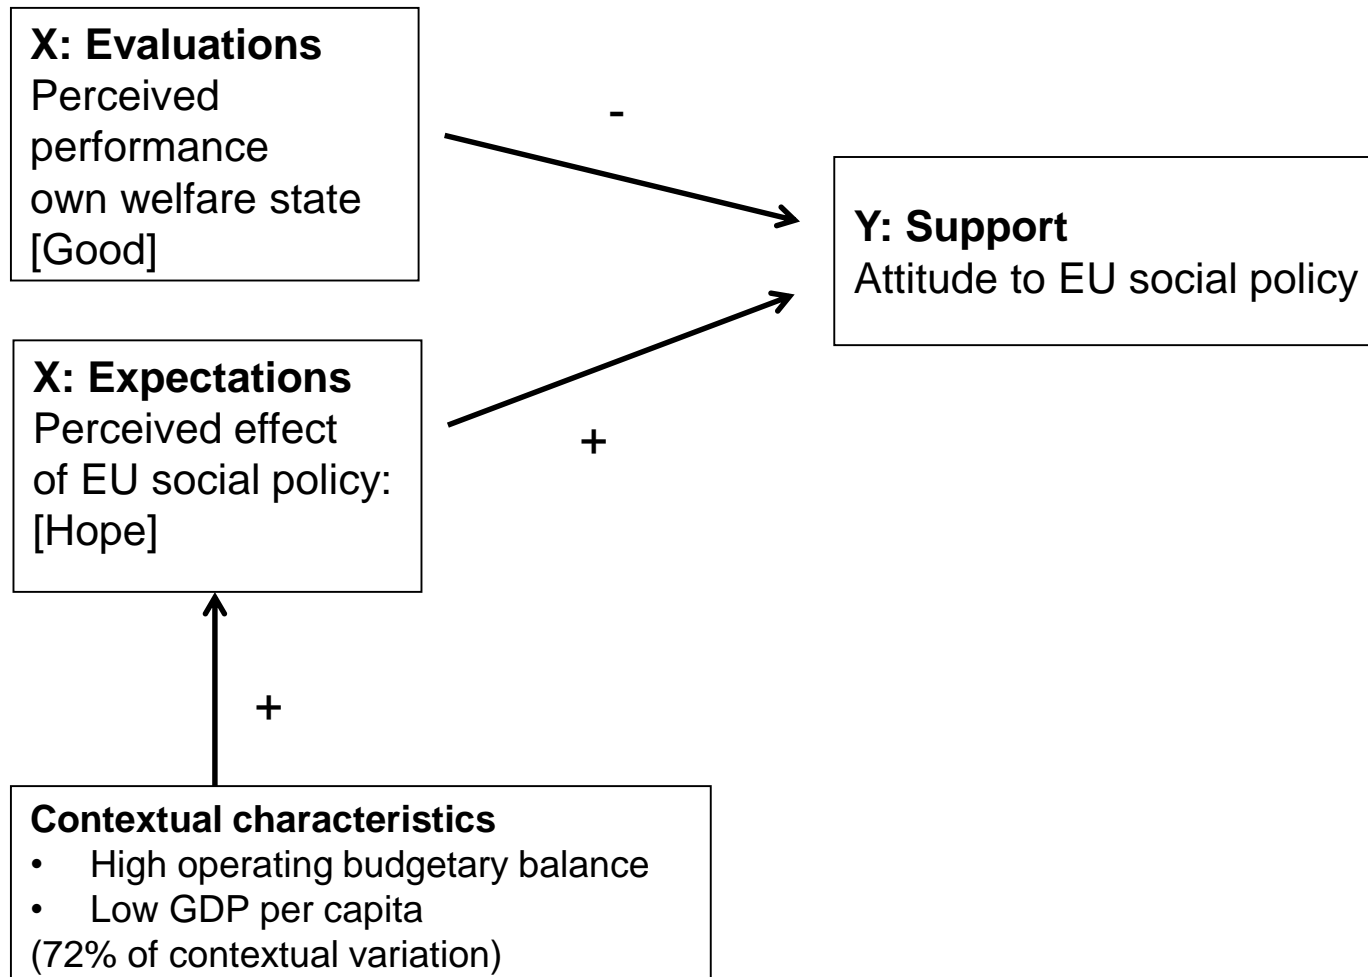 X: Evaluations
Perceived
performance
own welfare state
[Good]
-
Y: Support
Attitude to EU social policy
X: Expectations
Perceived effect
of EU social policy:
[Hope]
+
+
Contextual characteristics
• High operating budgetary balance
• Low GDP per capita
(72% of contextual variation)